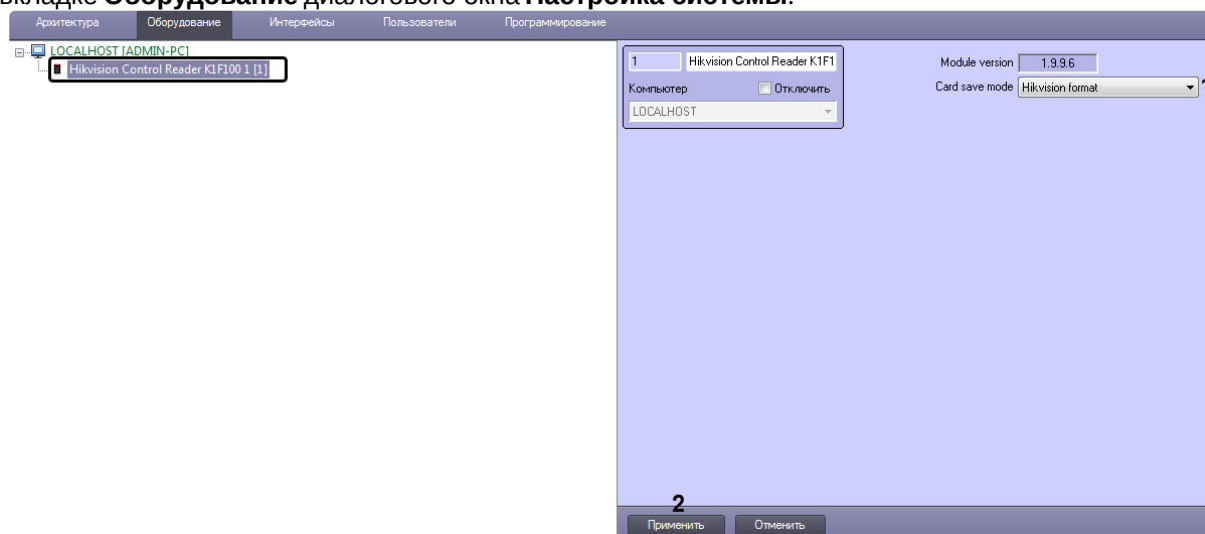 вкладке Оборудование диалогового окна Настройка системы.
Архитектура Оборудование Интерфейсы Пользователи Программирование
LOCALHOST [ADMIN-PC]
Hikvision Control Reader K1F100 1 [1]
1 Hikvision Control Reader K1F1
Компьютер Отключить
LOCALHOST
Module version 1.9.9.6
Card save mode Hikvision format
2
Применить Отменить